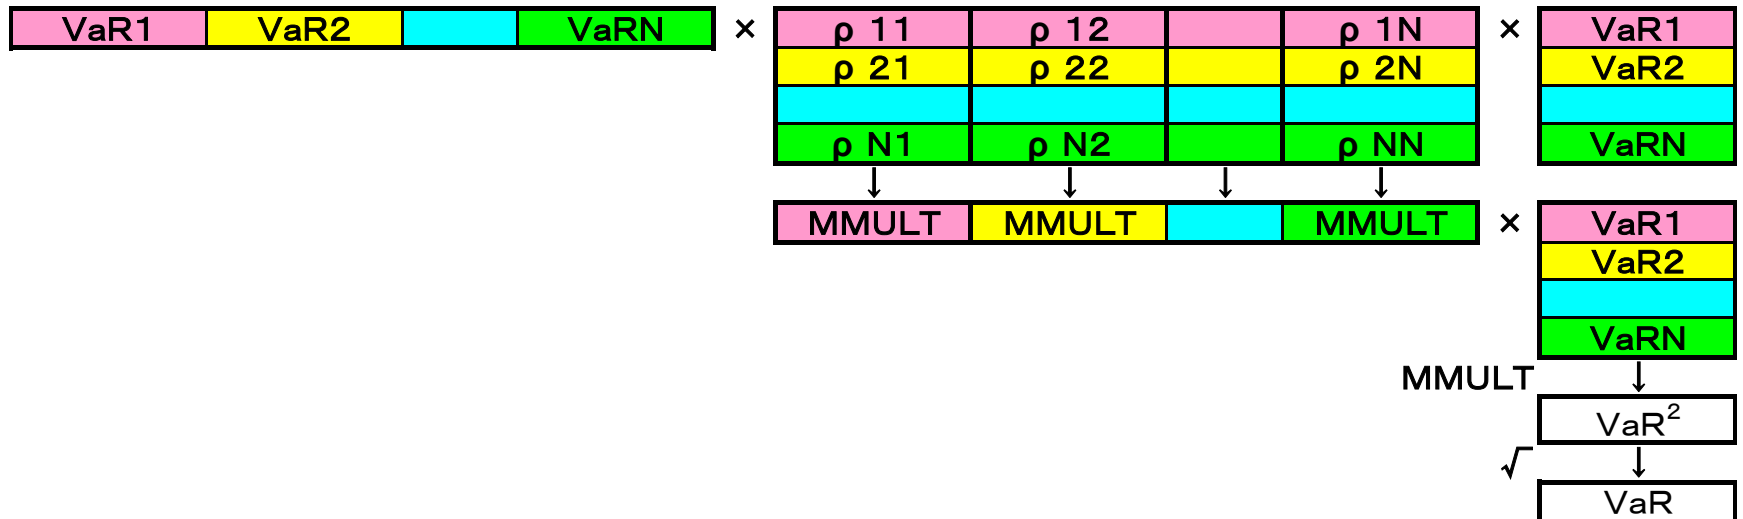 VaR1 VaR2 VaRN × ρ 11 ρ 12 ρ 1N × VaR1
ρ 21 ρ 22 ρ 2N VaR2
ρ N1 ρ N2 ρ NN VaRN
↓ ↓ ↓ ↓
MMULT MMULT MMULT × VaR1
VaR2
VaRN
MMULT ↓
VaR²
√ ↓
VaR